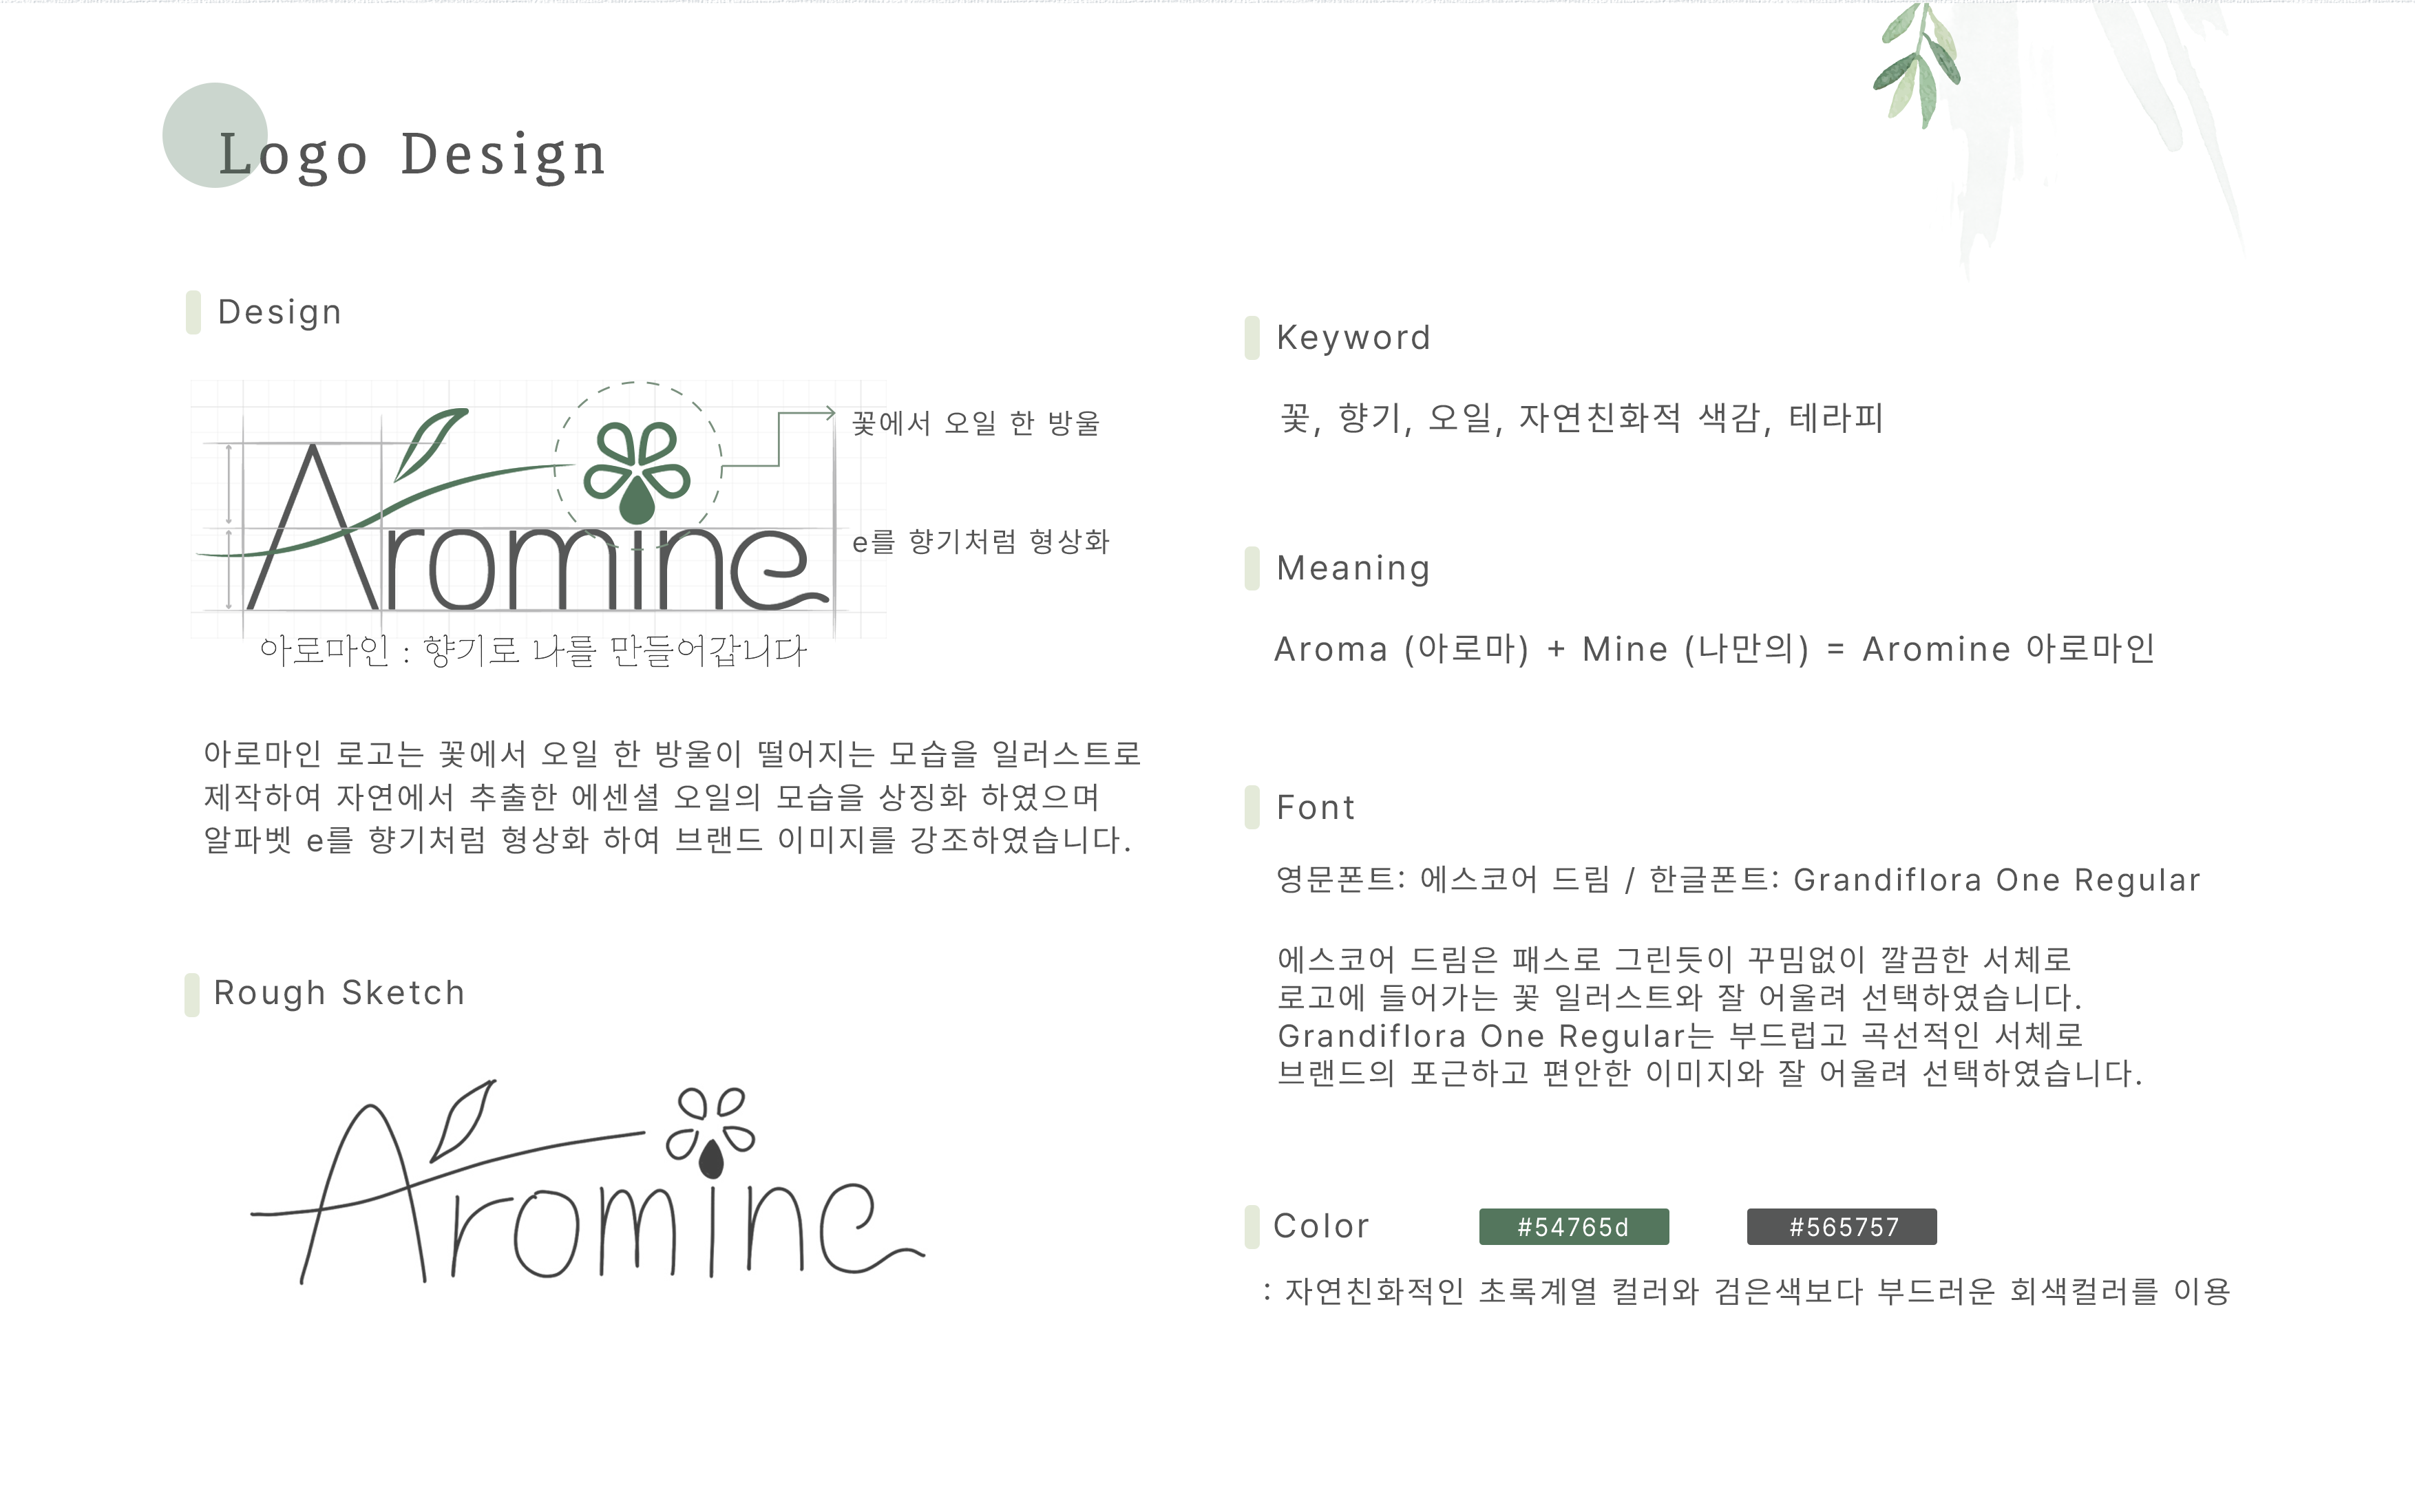 Logo Design
Design
꽃에서 오일 한 방울
Aromine
e를 향기처럼 형상화
아로마인 : 향기로 나를 만들어갑니다
아로마인 로고는 꽃에서 오일 한 방울이 떨어지는 모습을 일러스트로
제작하여 자연에서 추출한 에센셜 오일의 모습을 상징화 하였으며
알파벳 e를 향기처럼 형상화 하여 브랜드 이미지를 강조하였습니다.
Rough Sketch
Aromine
Keyword
꽃, 향기, 오일, 자연친화적 색감, 테라피
Meaning
Aroma (아로마) + Mine (나만의) = Aromine 아로마인
Font
영문폰트: 에스코어 드림 / 한글폰트: Grandiflora One Regular
에스코어 드림은 패스로 그린듯이 꾸밈없이 깔끔한 서체로
로고에 들어가는 꽃 일러스트와 잘 어울려 선택하였습니다.
Grandiflora One Regular는 부드럽고 곡선적인 서체로
브랜드의 포근하고 편안한 이미지와 잘 어울려 선택하였습니다.
Color
#54765d
#565757
: 자연친화적인 초록계열 컬러와 검은색보다 부드러운 회색컬러를 이용